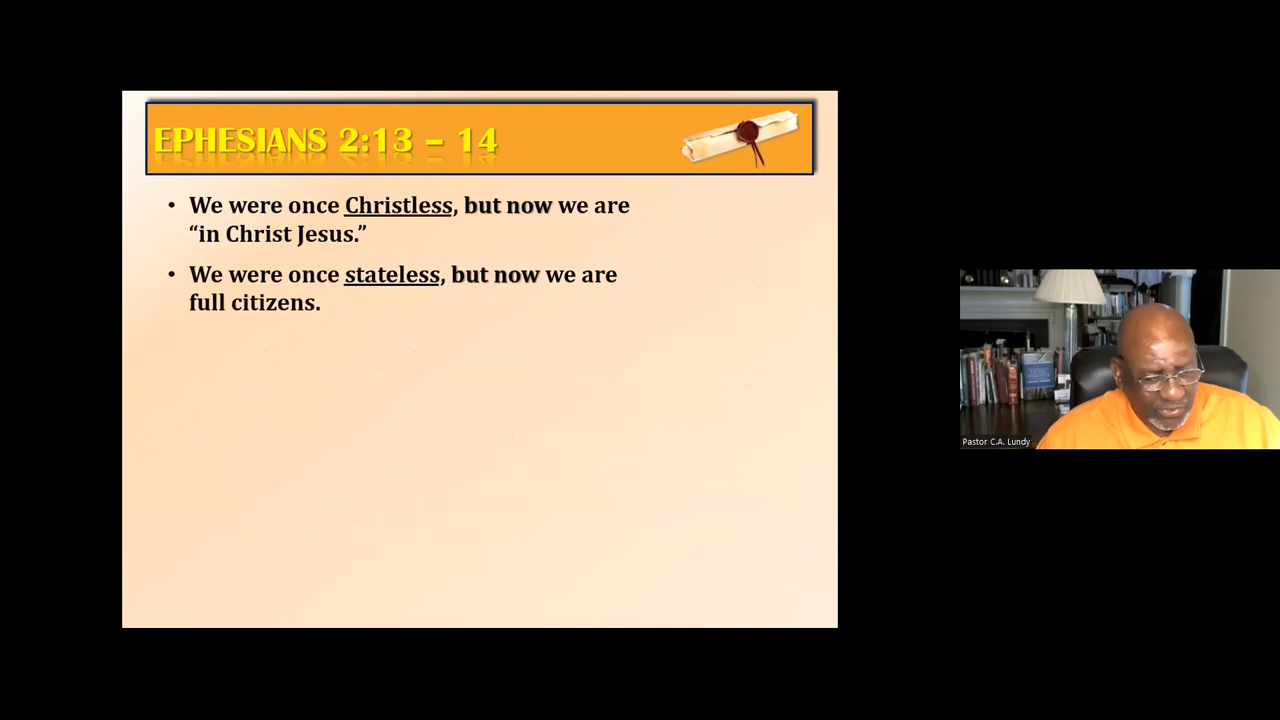 EPHESIANS 2:13 – 14
• We were once Christless, but now we are
“in Christ Jesus.”
• We were once stateless, but now we are
full citizens.
Pastor C.A. Lundy